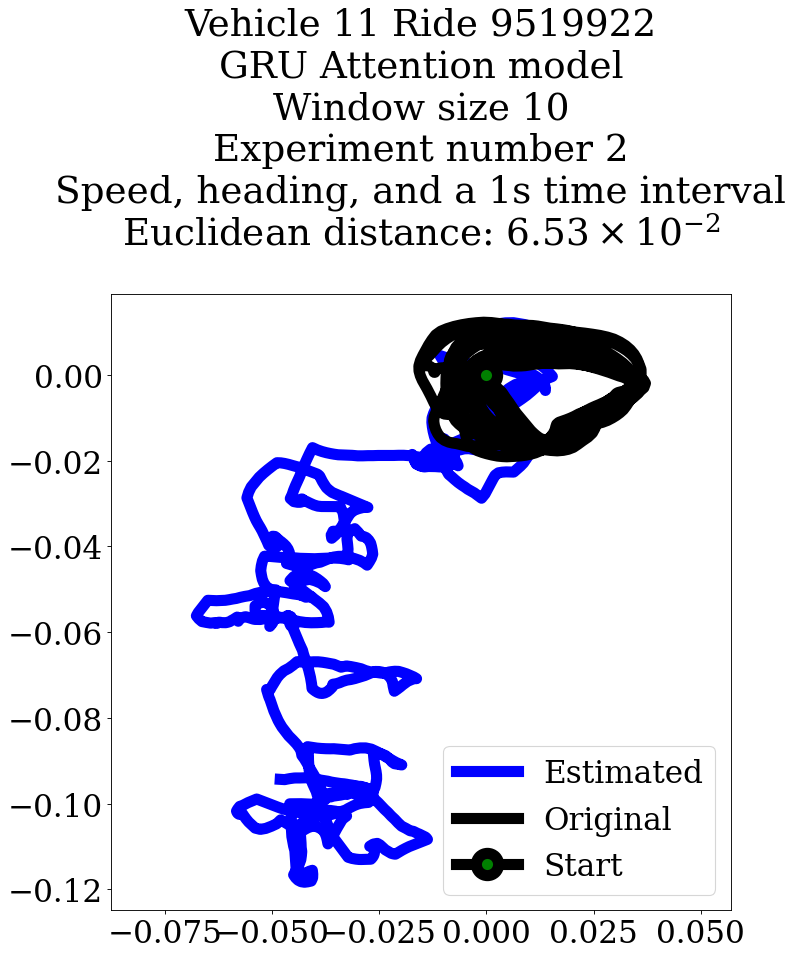 Vehicle 11 Ride 9519922
GRU Attention model
Window size 10
Experiment number 2
Speed, heading, and a 1s time interval
Euclidean distance: 6.53 × 10⁻²
0.00
−0.02
−0.04
−0.06
−0.08
−0.10
−0.12
Estimated
Original
Start
−0.075 −0.050 −0.025 0.000 0.025 0.050